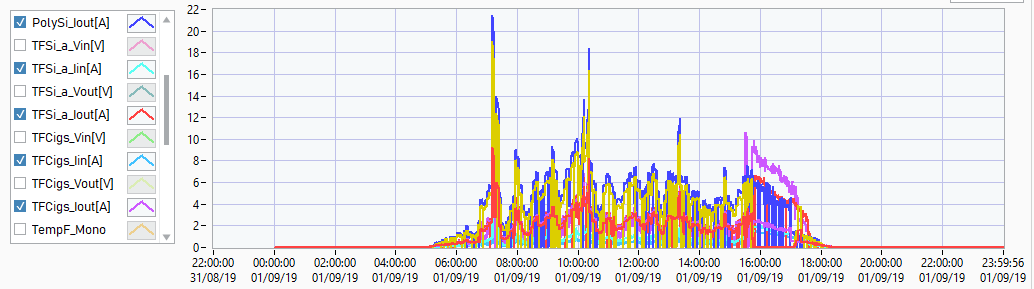 PolySi_Iout[A]
TFSi_a_Vin[V]
TFSi_a_Iin[A]
TFSi_a_Vout[V]
TFSi_a_Iout[A]
TFCigs_Vin[V]
TFCigs_Iin[A]
TFCigs_Vout[V]
TFCigs_Iout[A]
TempF_Mono
22
20
18
16
14
12
10
8
6
4
2
0
22:00:00 00:00:00 02:00:00 04:00:00 06:00:00 08:00:00 10:00:00 12:00:00 14:00:00 16:00:00 18:00:00 20:00:00 22:00:00 23:59:56
31/08/19 01/09/19 01/09/19 01/09/19 01/09/19 01/09/19 01/09/19 01/09/19 01/09/19 01/09/19 01/09/19 01/09/19 01/09/19 01/09/19